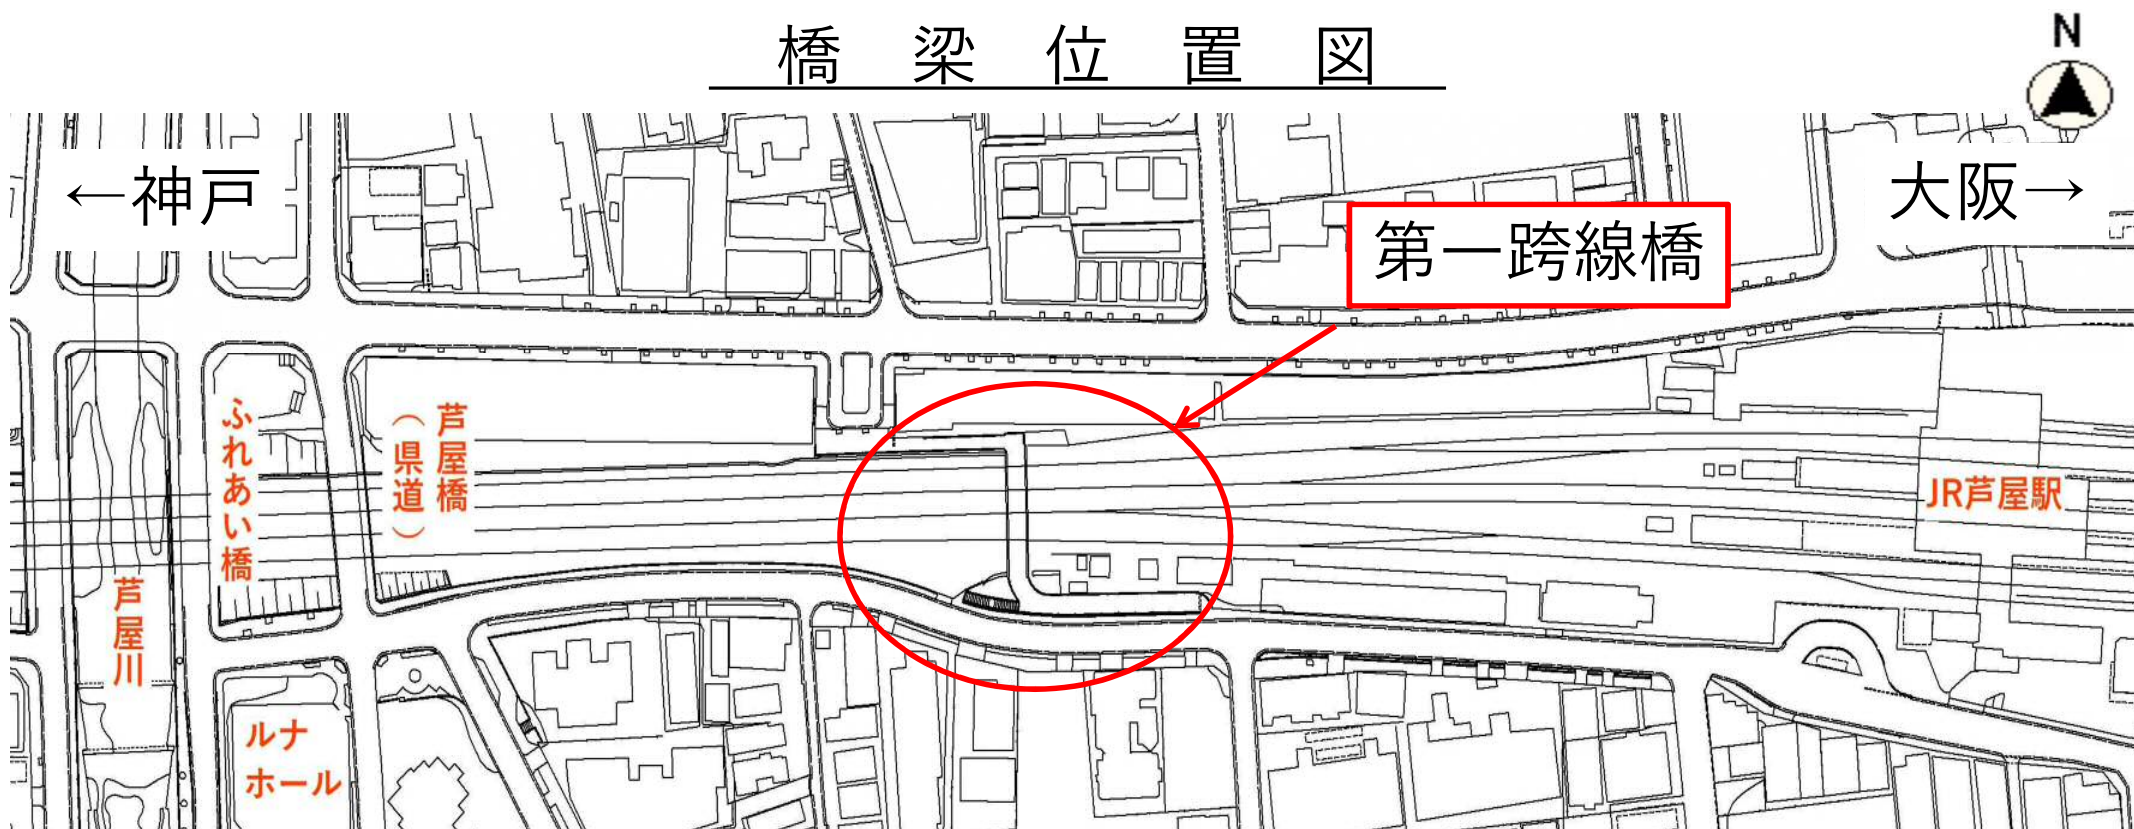 橋梁位置図
N
←神戸
大阪→
第一跨線橋
ふれあい橋
芦屋橋
（県道）
JR芦屋駅
芦屋川
ルナ
ホール